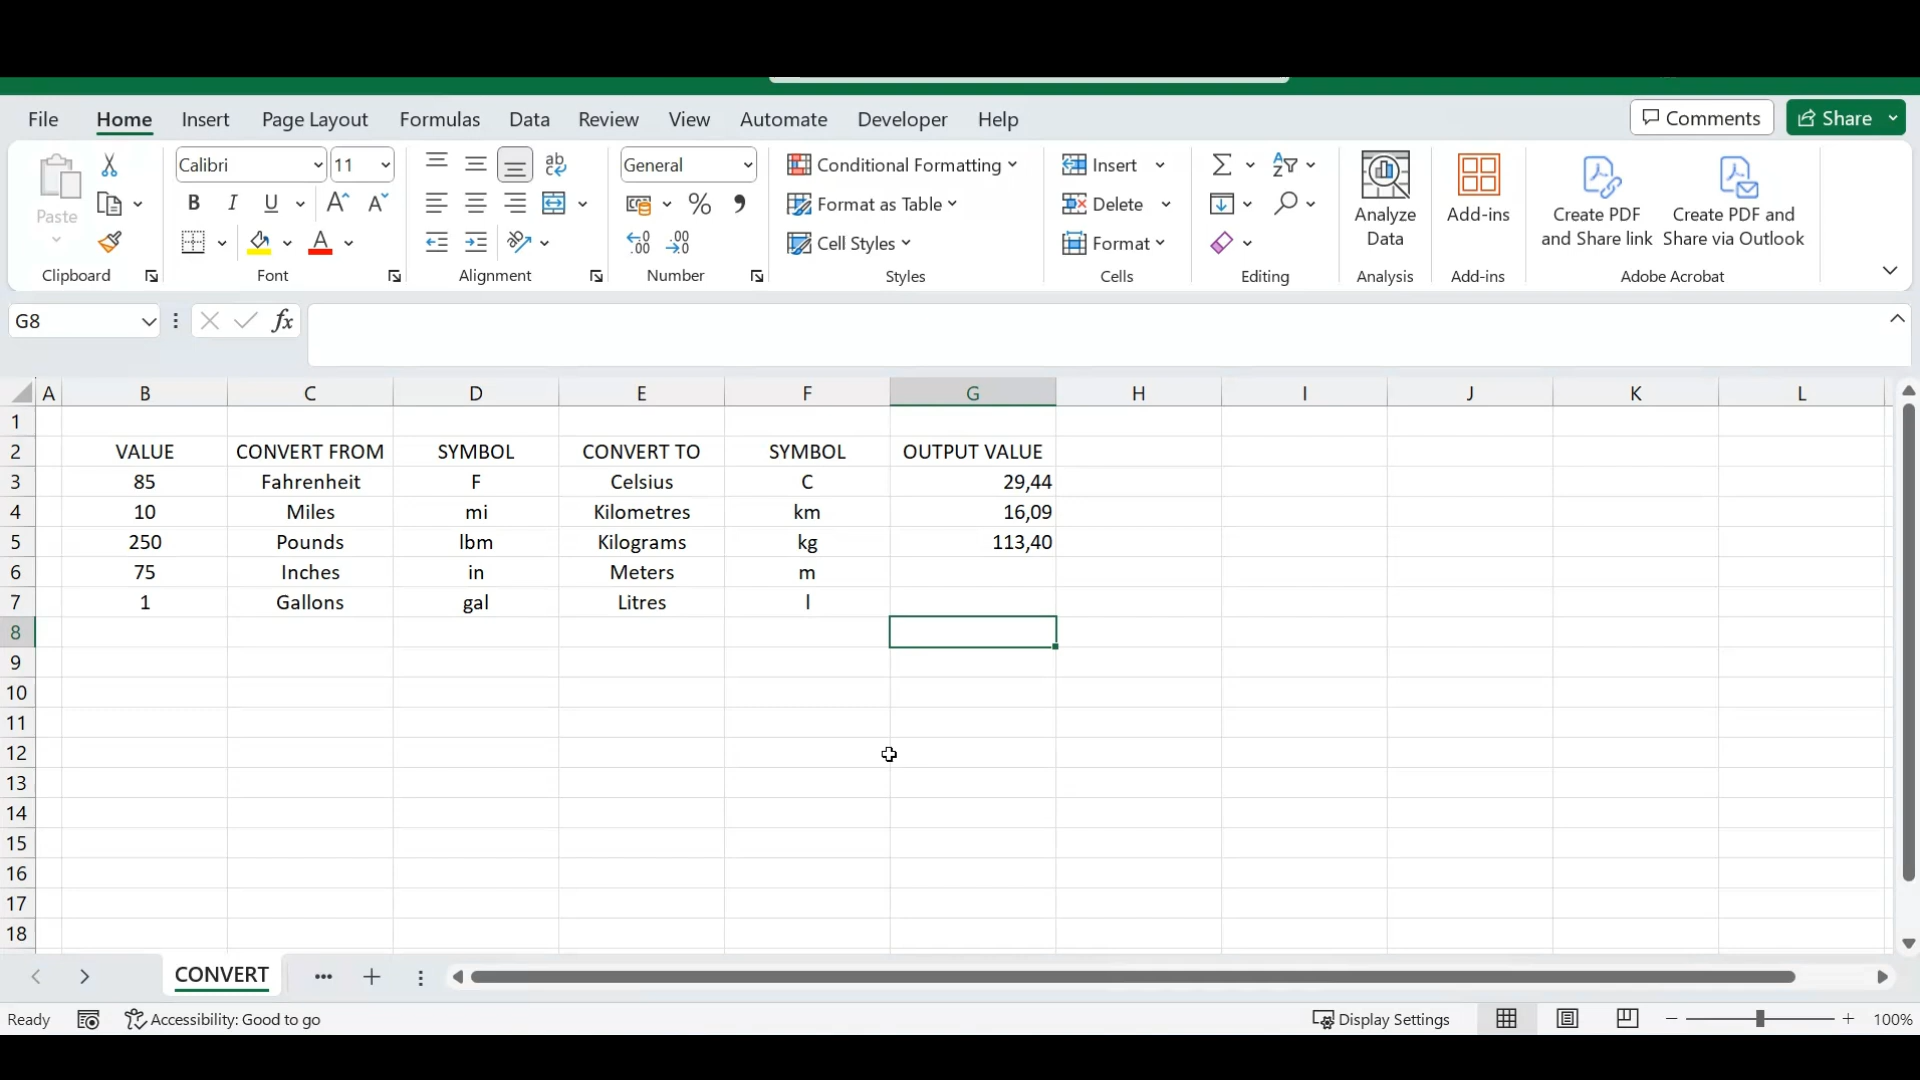 File Home Insert Page Layout Formulas Data Review View Automate Developer Help Comments Share
Paste
Clipboard
Calibri 11
B I U A A
A
Font
ab
Alignment
General
% 9
.00 .00
Number
Conditional Formatting
Format as Table
Cell Styles
Styles
Insert
Delete
Format
Cells
Editing
Analyze
Data
Analysis
Add-ins
Add-ins
Create PDF
and Share link
Create PDF and
Share via Outlook
Adobe Acrobat
G8 fx
A B C D E F G H I J K L
1
2 VALUE CONVERT FROM SYMBOL CONVERT TO SYMBOL OUTPUT VALUE
3 85 Fahrenheit F Celsius C 29,44
4 10 Miles mi Kilometres km 16,09
5 250 Pounds lbm Kilograms kg 113,40
6 75 Inches in Meters m
7 1 Gallons gal Litres l
8
9
10
11
12
13
14
15
16
17
18
CONVERT
Ready Accessibility: Good to go Display Settings 100%